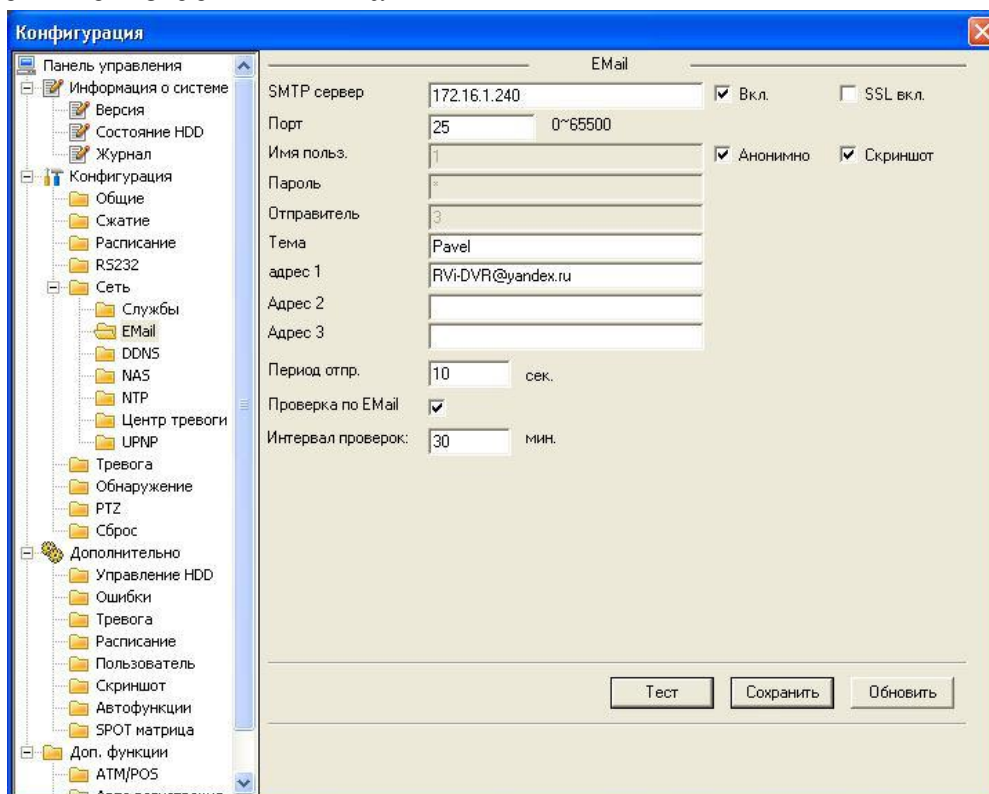 Конфигурация
Панель управления
Информация о системе
Версия
Состояние HDD
Журнал
Конфигурация
Общие
Сжатие
Расписание
RS232
Сеть
Службы
EMail
DDNS
NAS
NTP
Центр тревоги
UPNP
Тревога
Обнаружение
PTZ
Сброс
Дополнительно
Управление HDD
Ошибки
Тревога
Расписание
Пользователь
Скриншот
Автофункции
SPOT матрица
Доп. функции
ATM/POS
EMail
SMTP сервер 172.16.1.240 Вкл. SSL вкл.
Порт 25 0~65500
Имя польз. 1 Анонимно Скриншот
Пароль *
Отправитель 3
Тема Pavel
адрес 1 RVi-DVR@yandex.ru
Адрес 2
Адрес 3
Период отпр. 10 сек.
Проверка по EMail
Интервал проверок: 30 мин.
Тест Сохранить Обновить